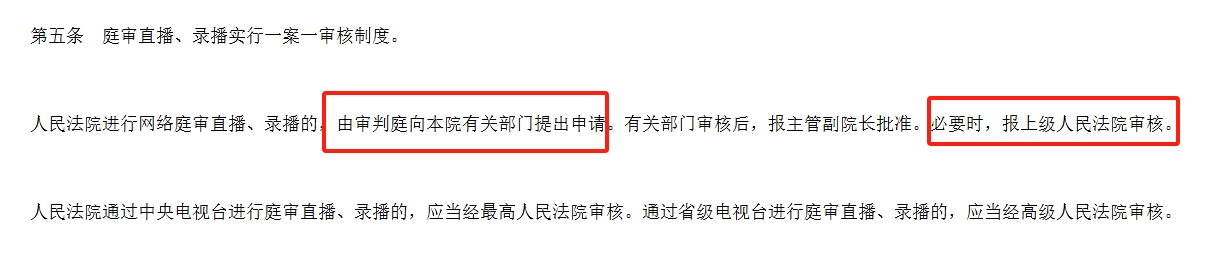 第五条　庭审直播、录播实行一案一审核制度。
人民法院进行网络庭审直播、录播的，由审判庭向本院有关部门提出申请。有关部门审核后，报主管副院长批准。必要时，报上级人民法院审核。
人民法院通过中央电视台进行庭审直播、录播的，应当经最高人民法院审核。通过省级电视台进行庭审直播、录播的，应当经高级人民法院审核。